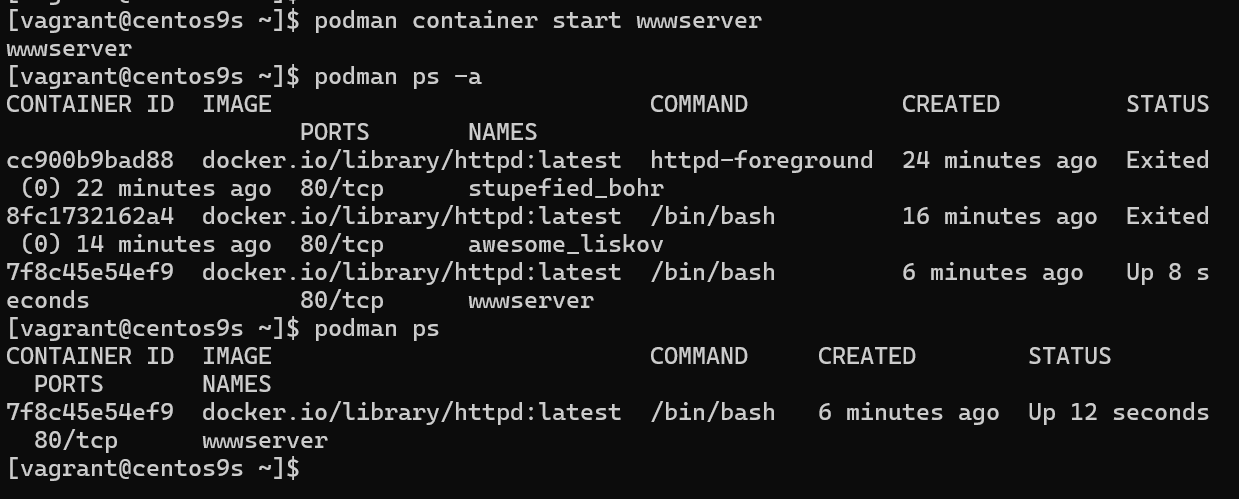 [vagrant@centos9s ~]$ podman container start wwwserver
wwwserver
[vagrant@centos9s ~]$ podman ps -a
CONTAINER ID  IMAGE                           COMMAND           CREATED         STATUS
                     PORTS       NAMES
cc900b9bad88  docker.io/library/httpd:latest  httpd-foreground  24 minutes ago  Exited
 (0) 22 minutes ago  80/tcp      stupefied_bohr
8fc1732162a4  docker.io/library/httpd:latest  /bin/bash         16 minutes ago  Exited
 (0) 14 minutes ago  80/tcp      awesome_liskov
7f8c45e54ef9  docker.io/library/httpd:latest  /bin/bash         6 minutes ago   Up 8 s
econds               80/tcp      wwwserver
[vagrant@centos9s ~]$ podman ps
CONTAINER ID  IMAGE                           COMMAND     CREATED        STATUS
  PORTS       NAMES
7f8c45e54ef9  docker.io/library/httpd:latest  /bin/bash   6 minutes ago  Up 12 seconds
  80/tcp      wwwserver
[vagrant@centos9s ~]$